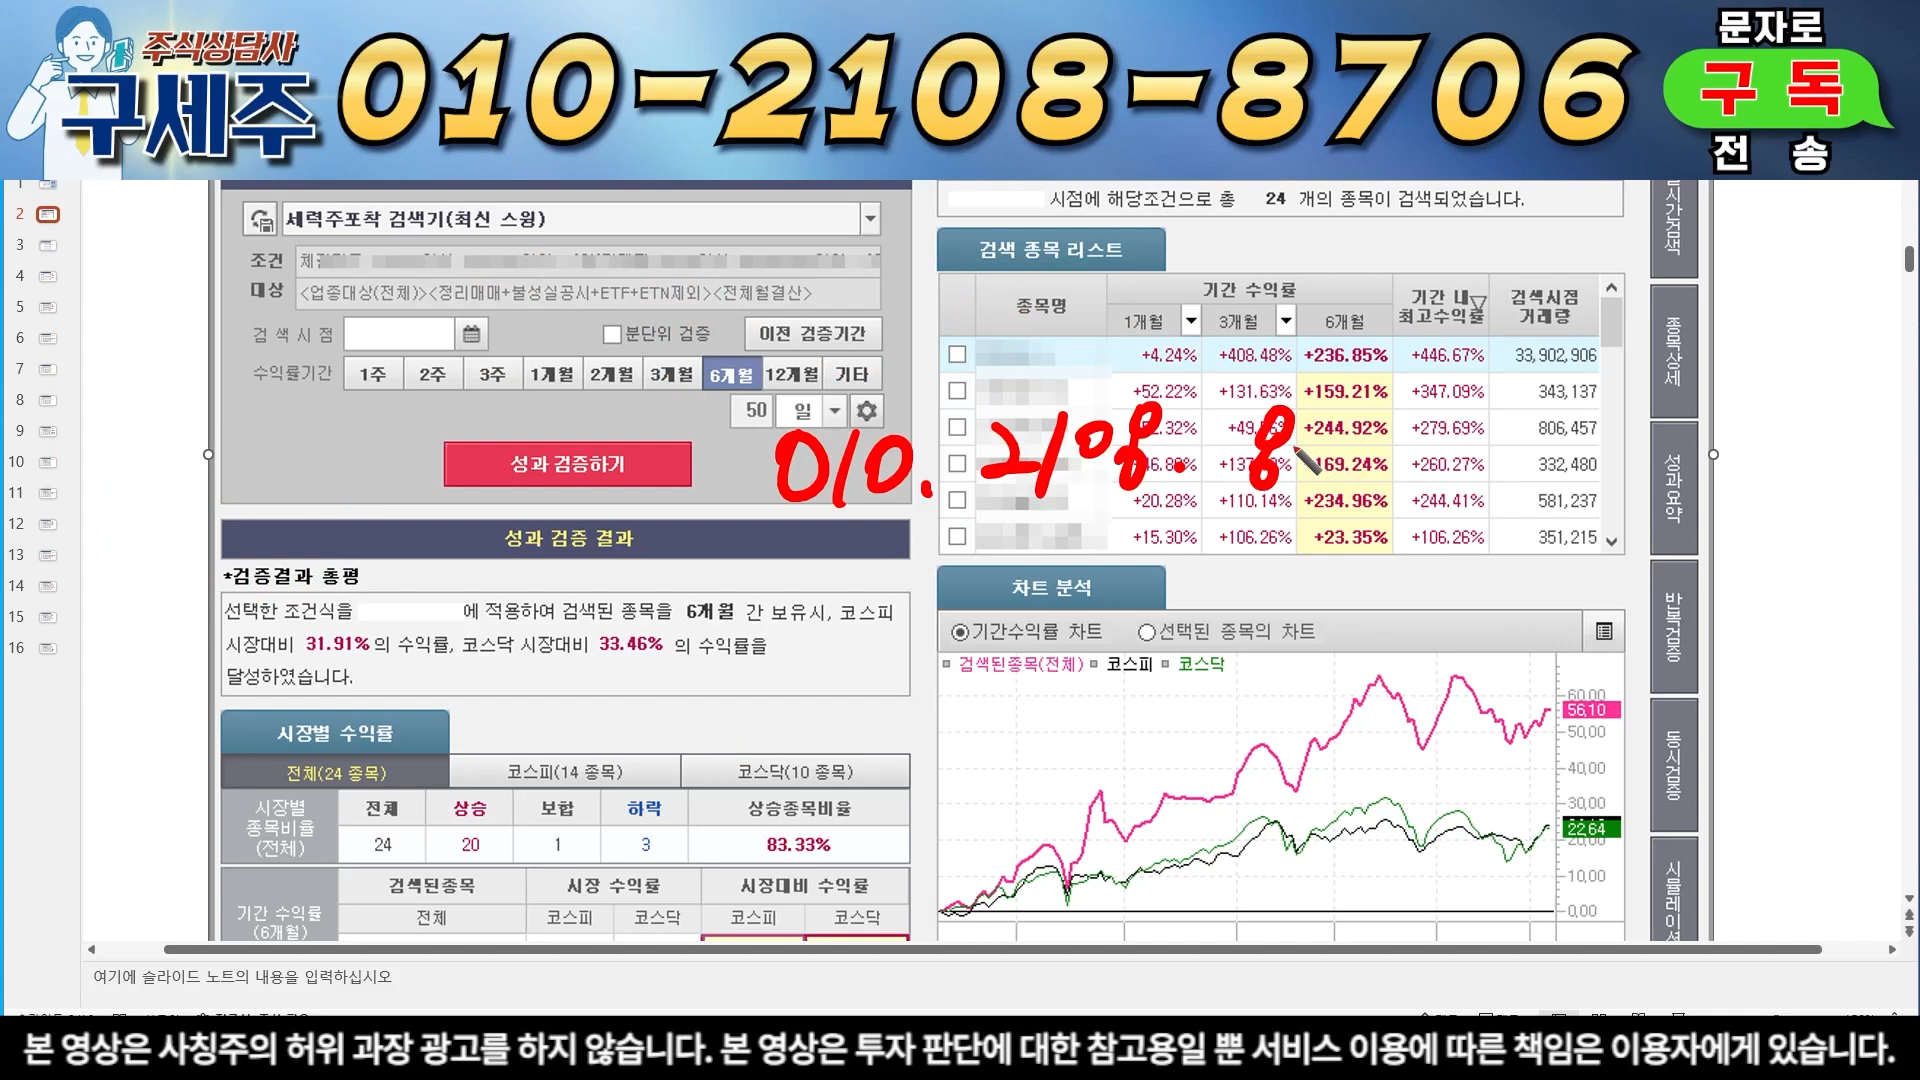 주식상담사
구세주
010-2108-8706
문자로
구 독
전 송
1
2
3
4
5
6
7
8
9
10
11
12
13
14
15
16
세력주포착 검색기(최신 스윙)
조건
대상 <업종대상(전체)><정리매매+불성실공시+ETF+ETN제외><전체월결산>
검 색 시 점 분단위 검증 이전 검증기간
수익률기간 1주 2주 3주 1개월 2개월 3개월 6개월 12개월 기타
50 일
성과 검증하기
성과 검증 결과
*검증결과 총평
선택한 조건식을 에 적용하여 검색된 종목을 6개월 간 보유시, 코스피
시장대비 31.91% 의 수익률, 코스닥 시장대비 33.46% 의 수익률을
달성하였습니다.
시장별 수익률
전체(24 종목) 코스피(14 종목) 코스닥(10 종목)
시장별 종목비율 (전체) 전체 상승 보합 하락 상승종목비율
24 20 1 3 83.33%
기간 수익률 (6개월) 검색된종목 시장 수익률 시장대비 수익률
전체 코스피 코스닥 코스피 코스닥
시점에 해당조건으로 총 24 개의 종목이 검색되었습니다.
검색 종목 리스트
종목명 기간 수익률 기간 내 최고수익률 검색시점 거래량
1개월 3개월 6개월
+4.24% +408.48% +236.85% +446.67% 33,902,906
+52.22% +131.63% +159.21% +347.09% 343,137
+244.92% +279.69% 806,457
+260.27% 332,480
+20.28% +110.14% +234.96% +244.41% 581,237
+15.30% +106.26% +23.35% +106.26% 351,215
010. 2108. 8
차트 분석
기간수익률 차트 선택된 종목의 차트
검색된종목(전체) 코스피 코스닥
60,00
56,10
50,00
40,00
30,00
22,64
20,00
10,00
0,00
종목상세
성과요약
반복검증
동시검증
여기에 슬라이드 노트의 내용을 입력하십시오
본 영상은 사칭주의 허위 과장 광고를 하지 않습니다. 본 영상은 투자 판단에 대한 참고용일 뿐 서비스 이용에 따른 책임은 이용자에게 있습니다.